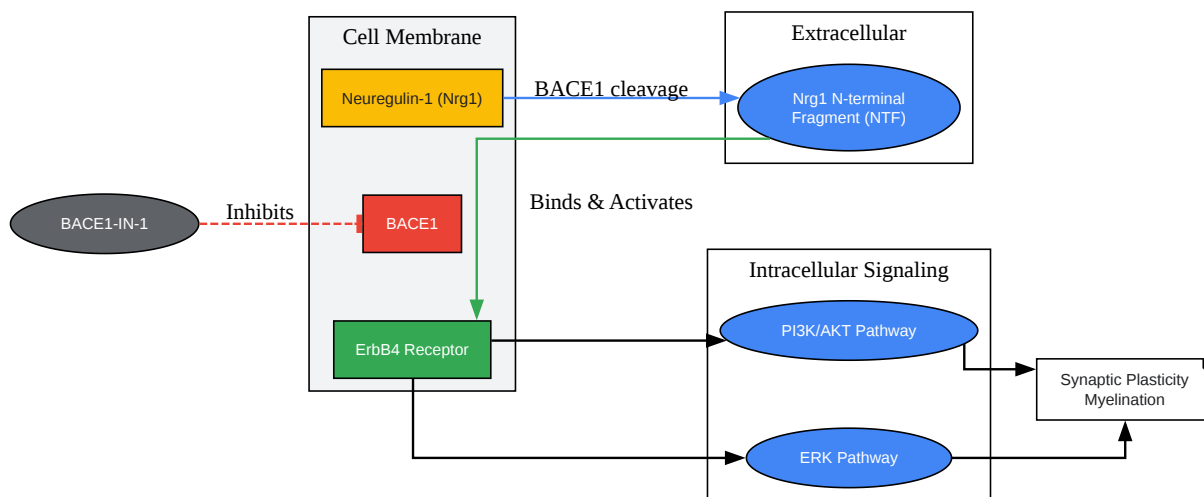 Cell Membrane
Extracellular
Neuregulin-1 (Nrg1)
BACE1 cleavage
Nrg1 N-terminal
Fragment (NTF)
Binds & Activates
BACE1-IN-1
Inhibits
BACE1
Intracellular Signaling
ErbB4 Receptor
PI3K/AKT Pathway
Synaptic Plasticity
Myelination
ERK Pathway